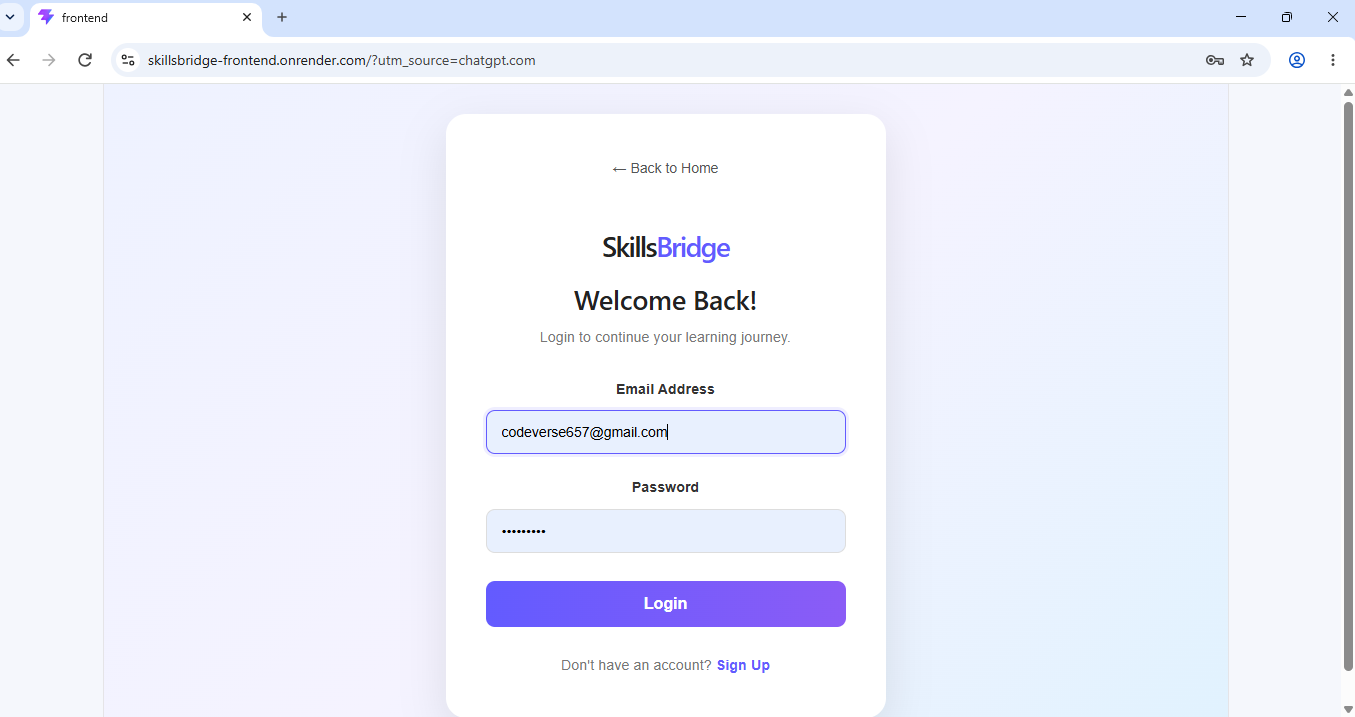 frontend
skillsbridge-frontend.onrender.com/?utm_source=chatgpt.com
← Back to Home
SkillsBridge
Welcome Back!
Login to continue your learning journey.
Email Address
codeverse657@gmail.com
Password
•••••••••
Login
Don't have an account? Sign Up